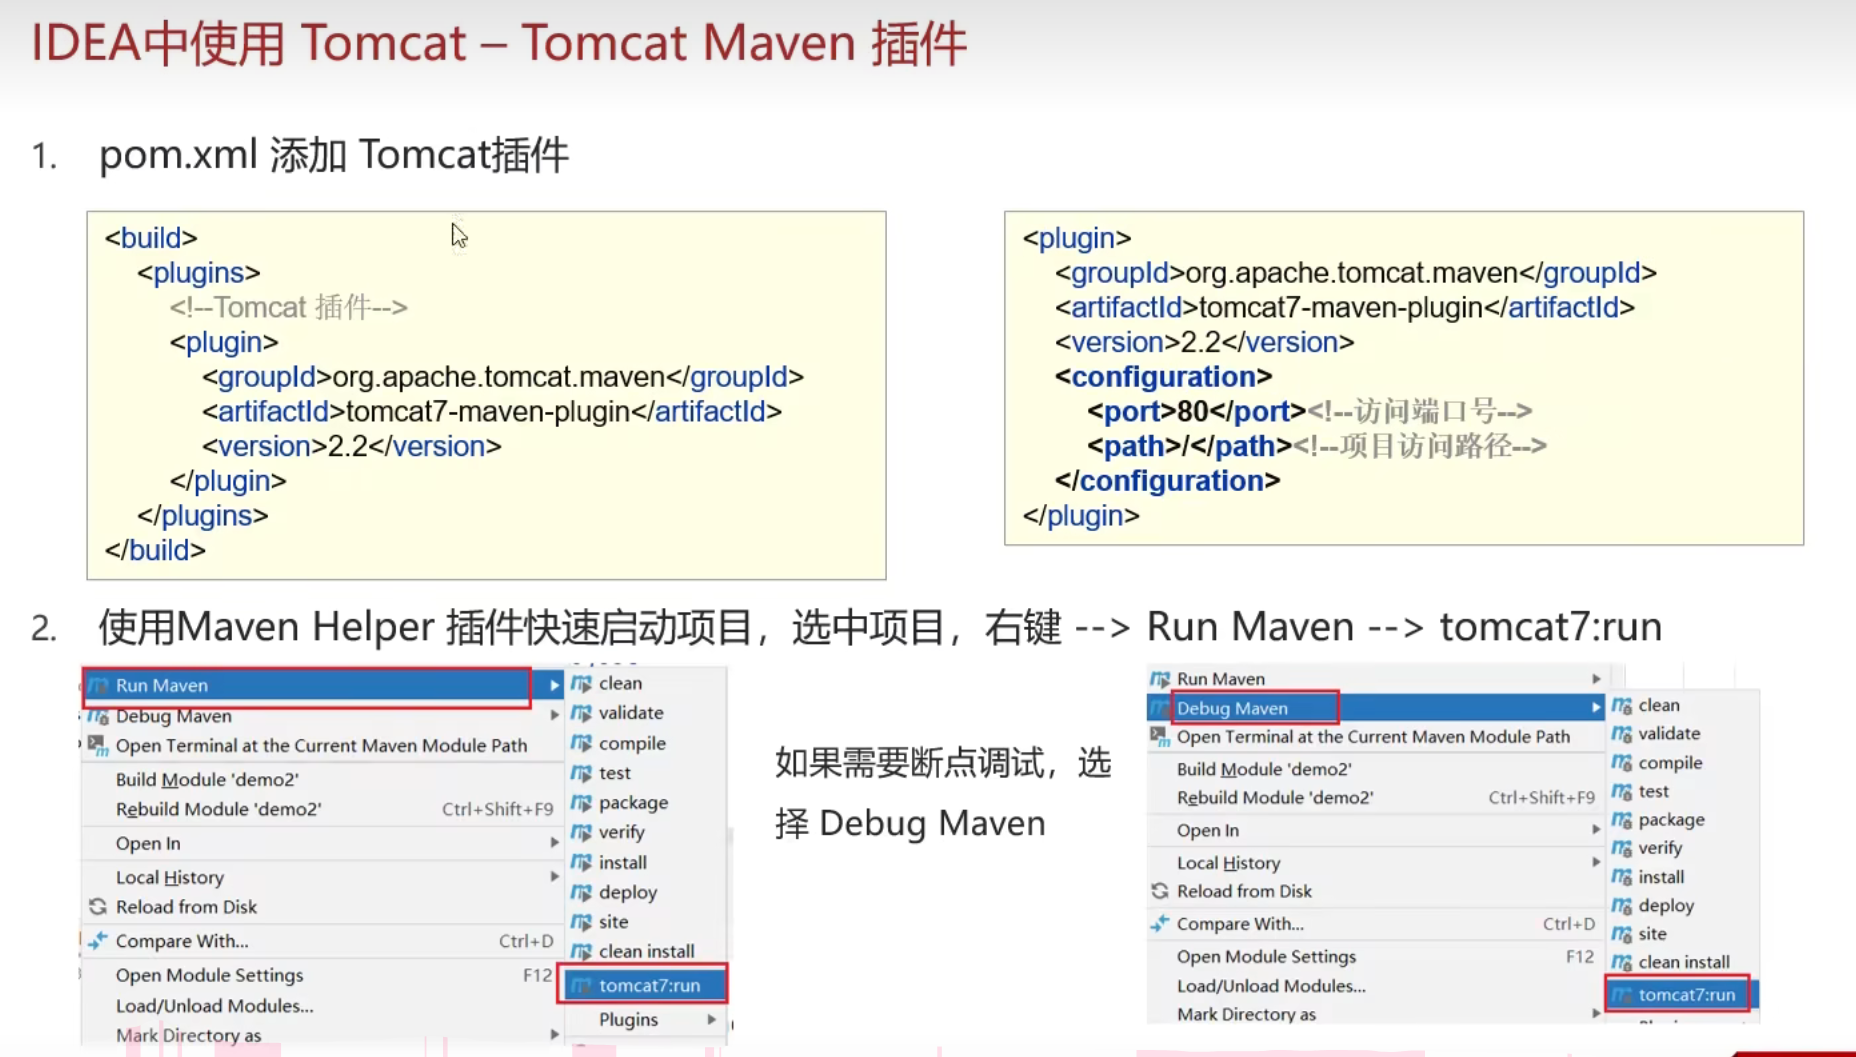 IDEA中使用 Tomcat – Tomcat Maven 插件
1. pom.xml 添加 Tomcat插件
<build>
<plugins>
<!--Tomcat 插件-->
<plugin>
<groupId>org.apache.tomcat.maven</groupId>
<artifactId>tomcat7-maven-plugin</artifactId>
<version>2.2</version>
</plugin>
</plugins>
</build>
<plugin>
<groupId>org.apache.tomcat.maven</groupId>
<artifactId>tomcat7-maven-plugin</artifactId>
<version>2.2</version>
<configuration>
<port>80</port><!--访问端口号-->
<path>/</path><!--项目访问路径-->
</configuration>
</plugin>
2. 使用Maven Helper 插件快速启动项目，选中项目，右键 --> Run Maven --> tomcat7:run
Run Maven
Debug Maven
Open Terminal at the Current Maven Module Path
Build Module 'demo2'
Rebuild Module 'demo2' Ctrl+Shift+F9
Open In
Local History
Reload from Disk
Compare With... Ctrl+D
Open Module Settings F12
Load/Unload Modules...
Mark Directory as
clean
validate
compile
test
package
verify
install
deploy
site
clean install
tomcat7:run
Plugins
如果需要断点调试，选
择 Debug Maven
Run Maven
Debug Maven
Open Terminal at the Current Maven Module Path
Build Module 'demo2'
Rebuild Module 'demo2' Ctrl+Shift+F9
Open In
Local History
Reload from Disk
Compare With... Ctrl+D
Open Module Settings F12
Load/Unload Modules...
Mark Directory as
clean
validate
compile
test
package
verify
install
deploy
site
clean install
tomcat7:run